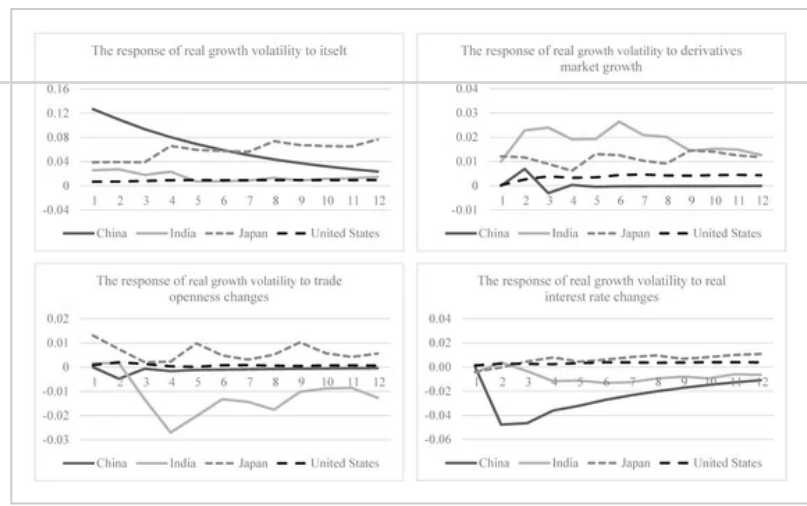 The response of real growth volatility to itself
0.16
0.12
0.08
0.04
0
-0.04
1 2 3 4 5 6 7 8 9 10 11 12
China India Japan United States
The response of real growth volatility to derivatives
market growth
0.04
0.03
0.02
0.01
0
-0.01
1 2 3 4 5 6 7 8 9 10 11 12
China India Japan United States
The response of real growth volatility to trade
openness changes
0.02
0.01
0
-0.01
-0.02
-0.03
1 2 3 4 5 6 7 8 9 10 11 12
China India Japan United States
The response of real growth volatility to real
interest rate changes
0.04
0.02
0.00
-0.02
-0.04
-0.06
1 2 3 4 5 6 7 8 9 10 11 12
China India Japan United States